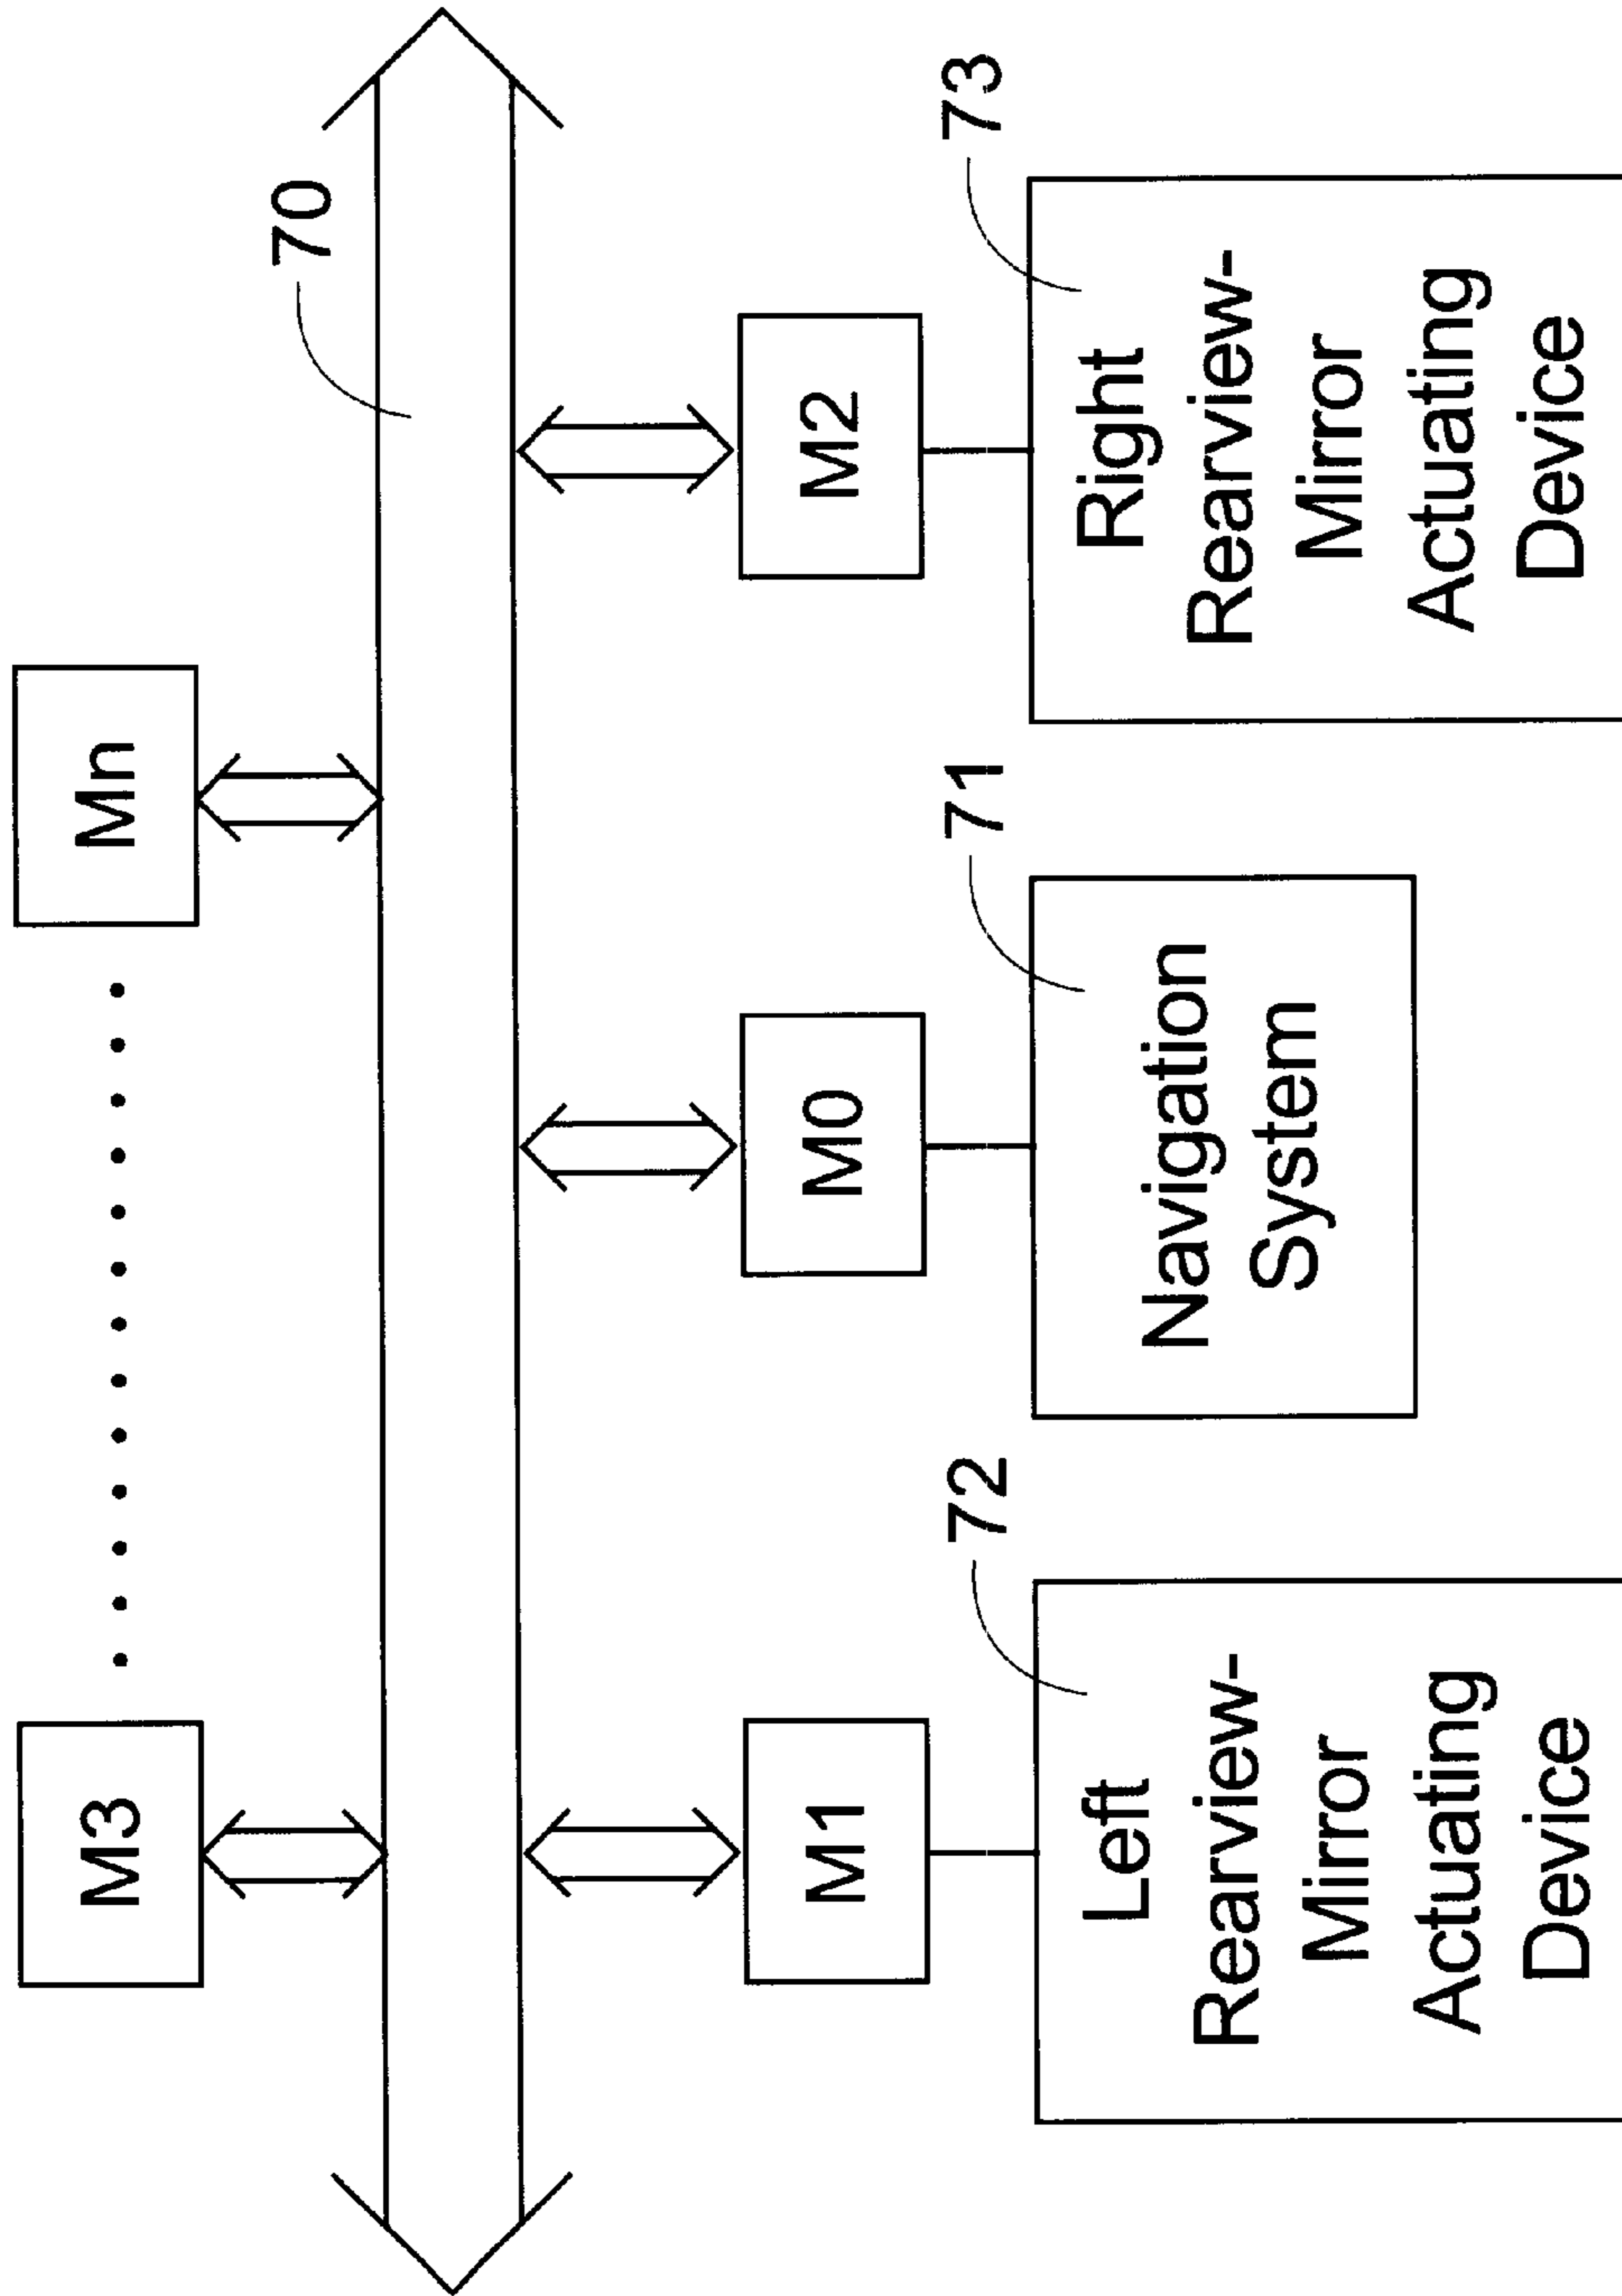 M3
Mn
70
M1
M0
M2
72
71
73
Left
Rearview-
Mirror
Actuating
Device
Navigation
System
Right
Rearview-
Mirror
Actuating
Device